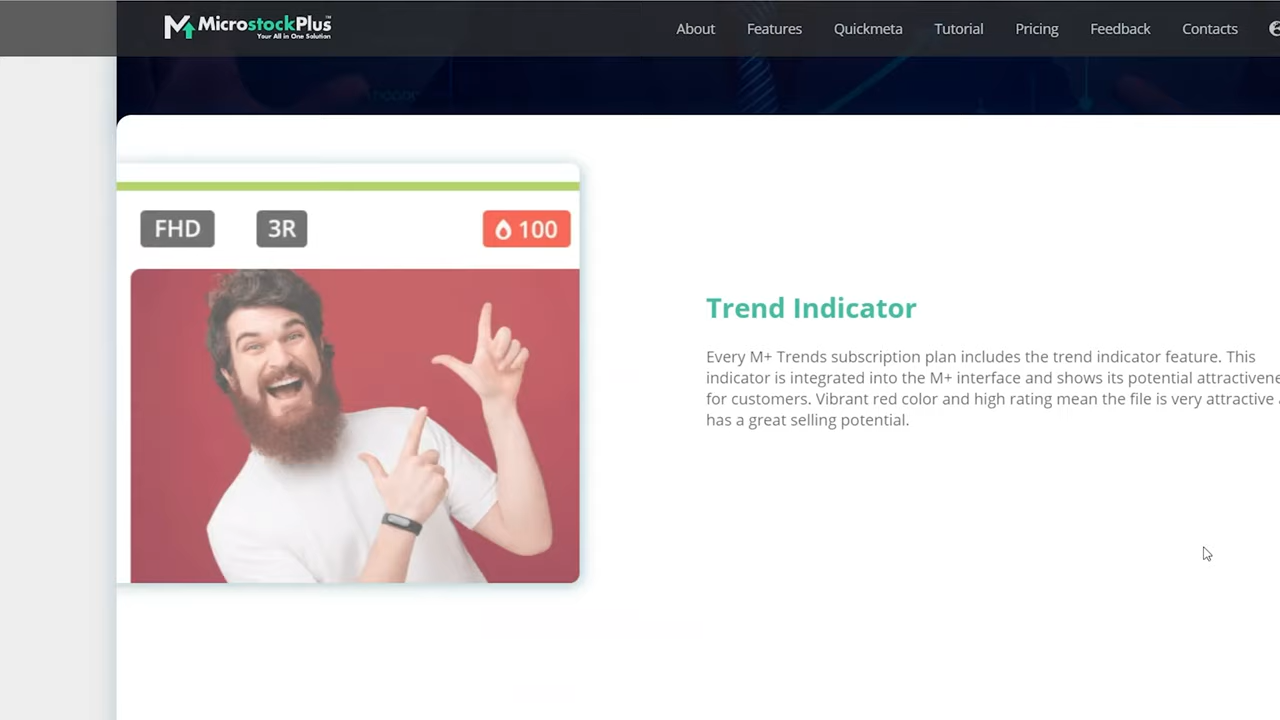 MicrostockPlus™
Your All in One Solution
About Features Quickmeta Tutorial Pricing Feedback Contacts
FHD 3R 100
Trend Indicator
Every M+ Trends subscription plan includes the trend indicator feature. This
indicator is integrated into the M+ interface and shows its potential
for customers. Vibrant red color and high rating mean the file is very attractive
has a great selling potential.